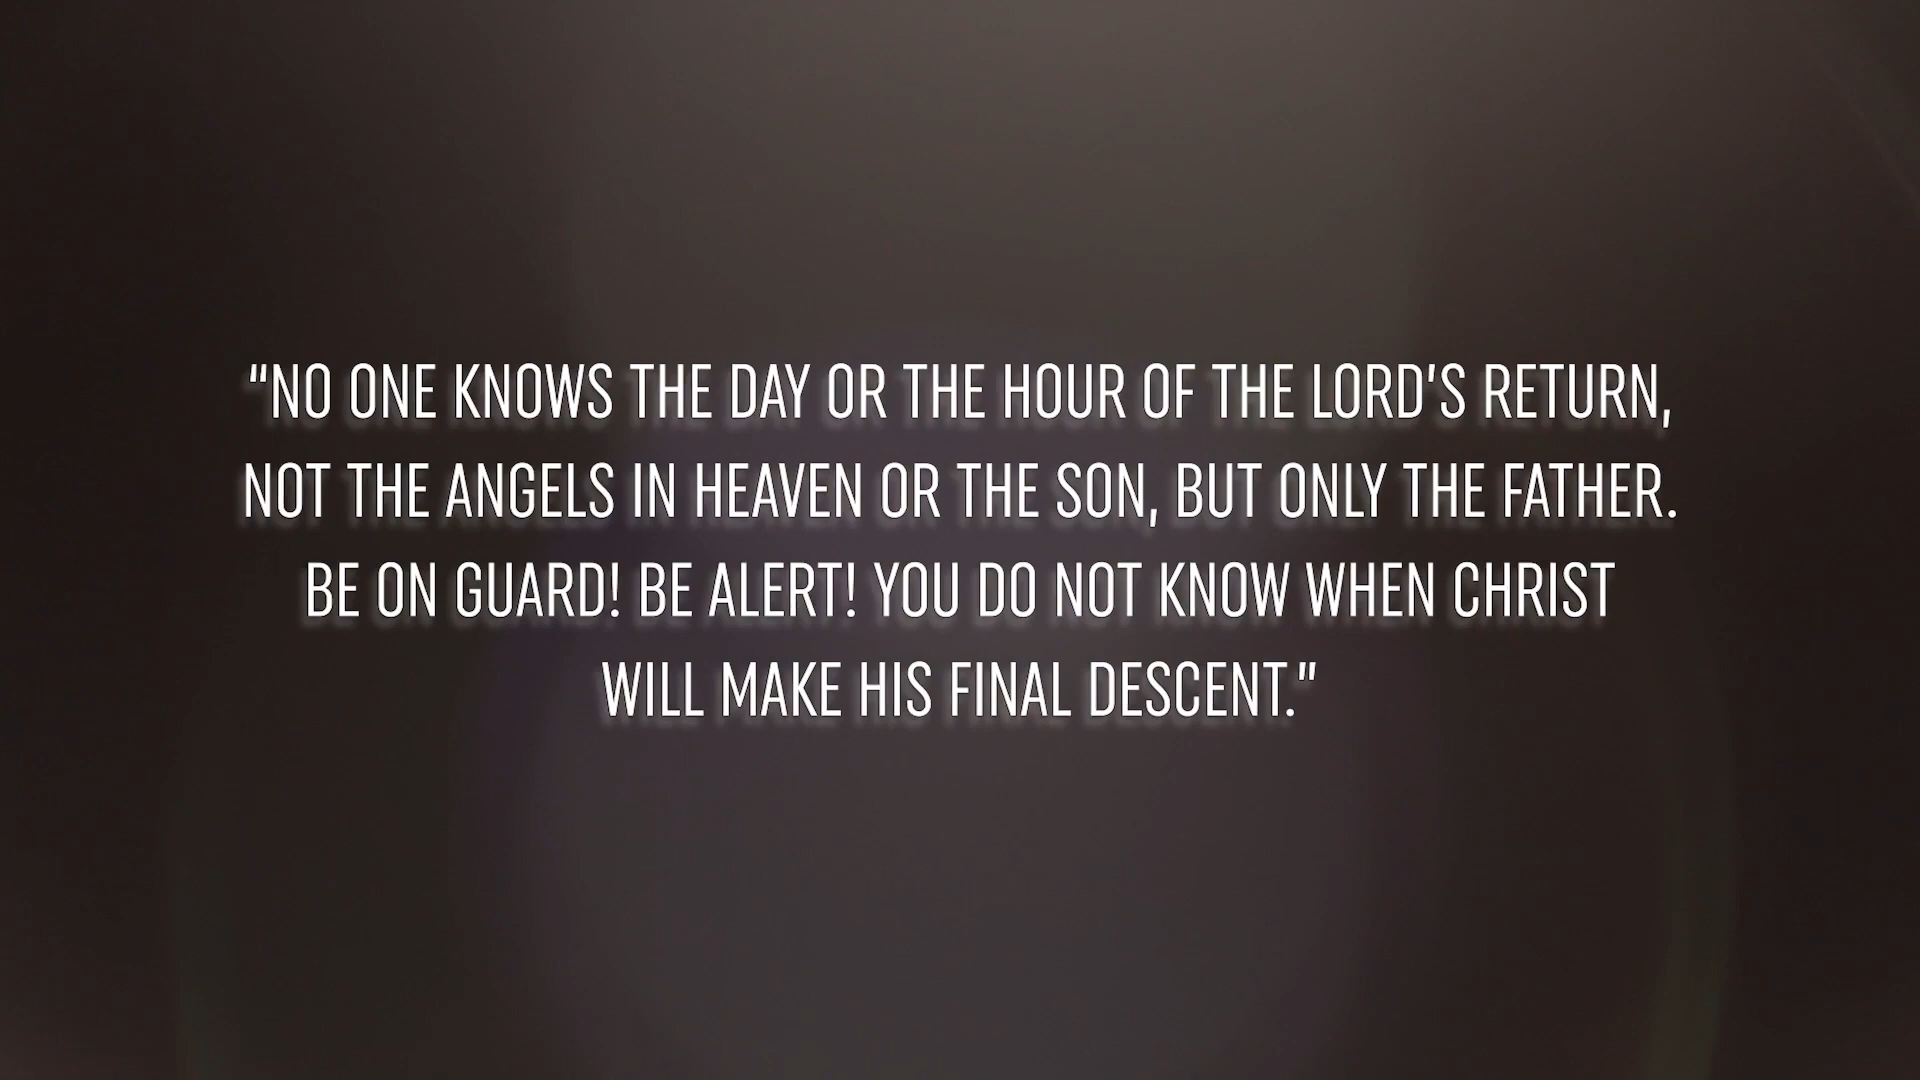 “NO ONE KNOWS THE DAY OR THE HOUR OF THE LORD'S RETURN,
NOT THE ANGELS IN HEAVEN OR THE SON, BUT ONLY THE FATHER.
BE ON GUARD! BE ALERT! YOU DO NOT KNOW WHEN CHRIST
WILL MAKE HIS FINAL DESCENT.”